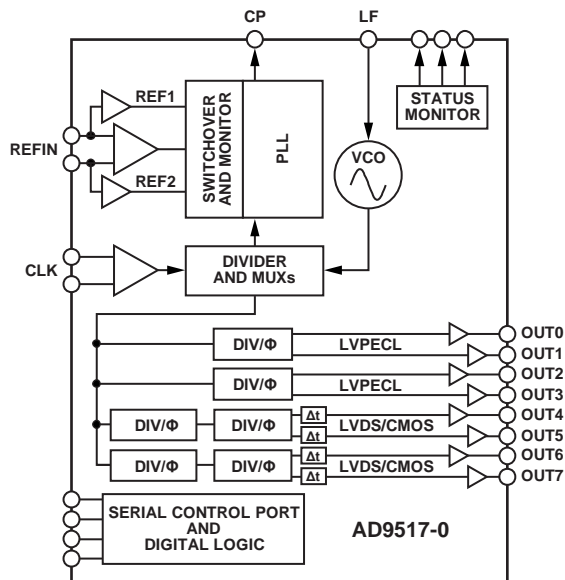 CP
LF
REFIN
REF1
REF2
SWITCHOVER
AND MONITOR
PLL
VCO
STATUS
MONITOR
CLK
DIVIDER
AND MUXs
DIV/Φ
LVPECL
OUT0
OUT1
DIV/Φ
LVPECL
OUT2
OUT3
DIV/Φ
DIV/Φ
Δt
Δt
LVDS/CMOS
OUT4
OUT5
DIV/Φ
DIV/Φ
Δt
Δt
LVDS/CMOS
OUT6
OUT7
SERIAL CONTROL PORT
AND
DIGITAL LOGIC
AD9517-0